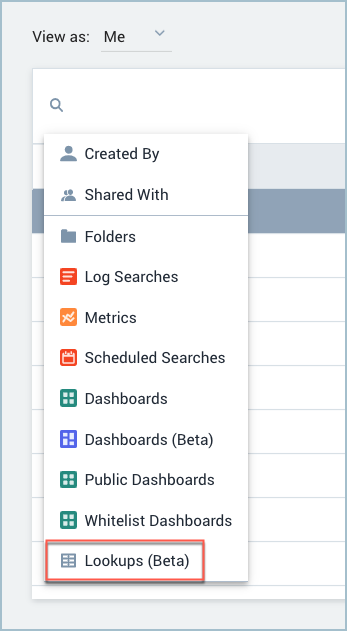 View as: Me
Created By
Shared With
Folders
Log Searches
Metrics
Scheduled Searches
Dashboards
Dashboards (Beta)
Public Dashboards
Whitelist Dashboards
Lookups (Beta)